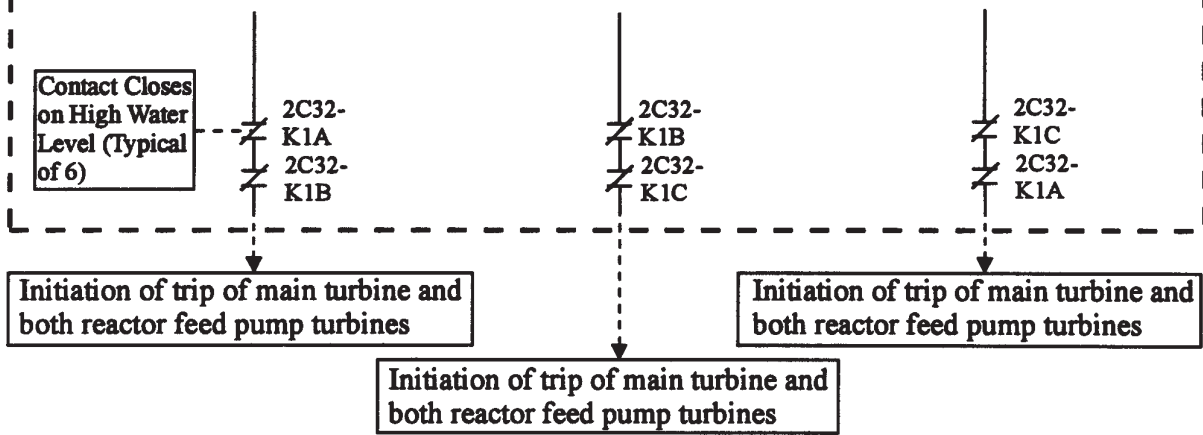 Contact Closes
on High Water
Level (Typical
of 6)
2C32-
K1A
2C32-
K1B
2C32-
K1B
2C32-
K1C
2C32-
K1C
2C32-
K1A
Initiation of trip of main turbine and
both reactor feed pump turbines
Initiation of trip of main turbine and
both reactor feed pump turbines
Initiation of trip of main turbine and
both reactor feed pump turbines